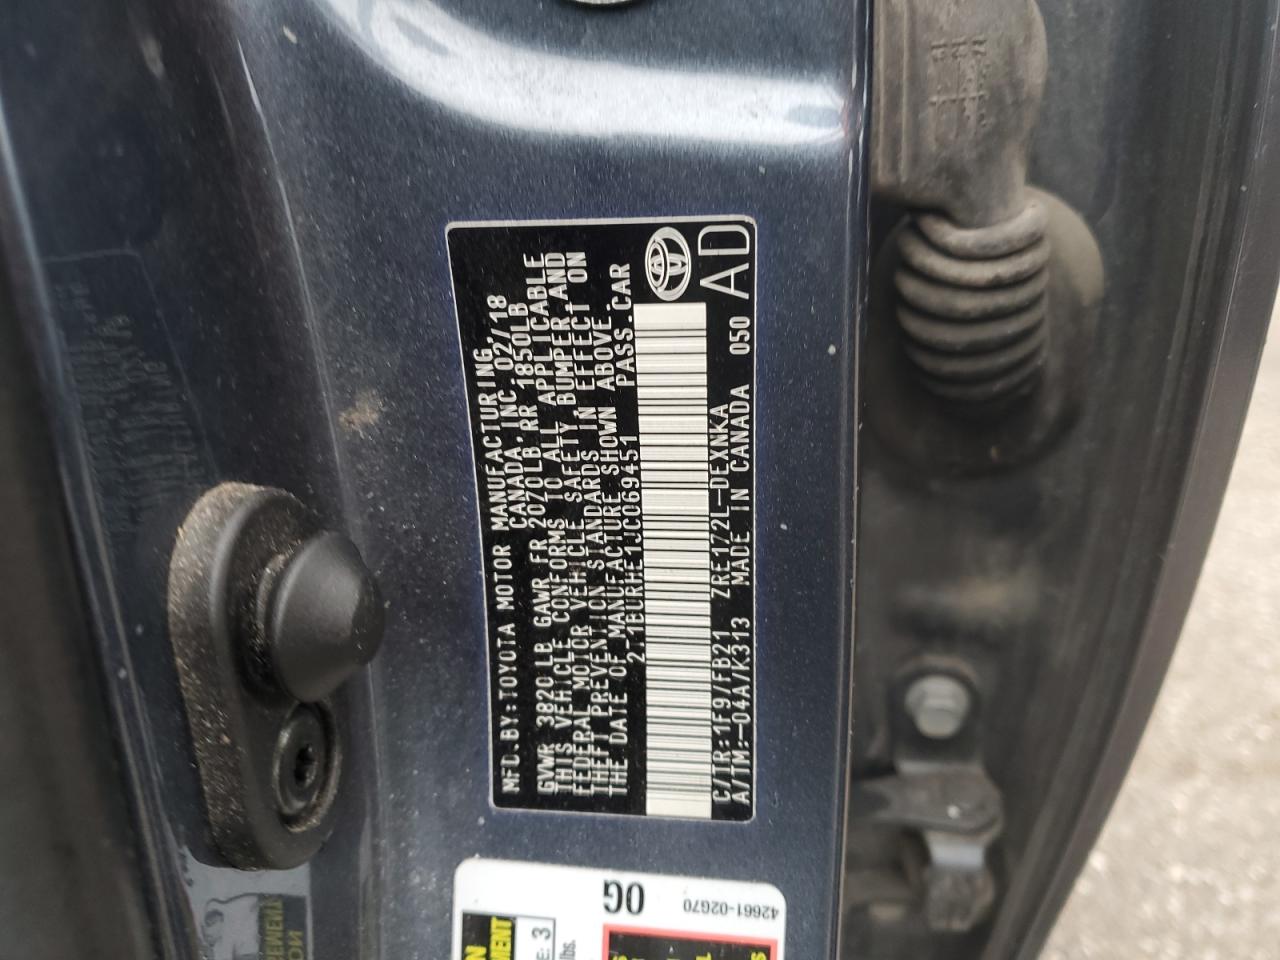 MFD.BY:TOYOTA MOTOR MANUFACTURING,
CANADA,INC. 02/18
GVWR 3820LB GAWR FR 2070LB RR 1850LB
THIS VEHICLE CONFORMS TO ALL APPLICABLE
FEDERAL MOTOR VEHICLE SAFETY,BUMPER,AND
THEFT PREVENTION STANDARDS IN EFFECT ON
THE DATE OF MANUFACTURE SHOWN ABOVE.
2T1BURHE1JC069451 PASS.CAR
C/TR:1F9/FB21 ZRE172L-DEXNKA
A/TM:-04A/K313 MADE IN CANADA 050
AD
0G
42661-02G70
E: 3
lbs.